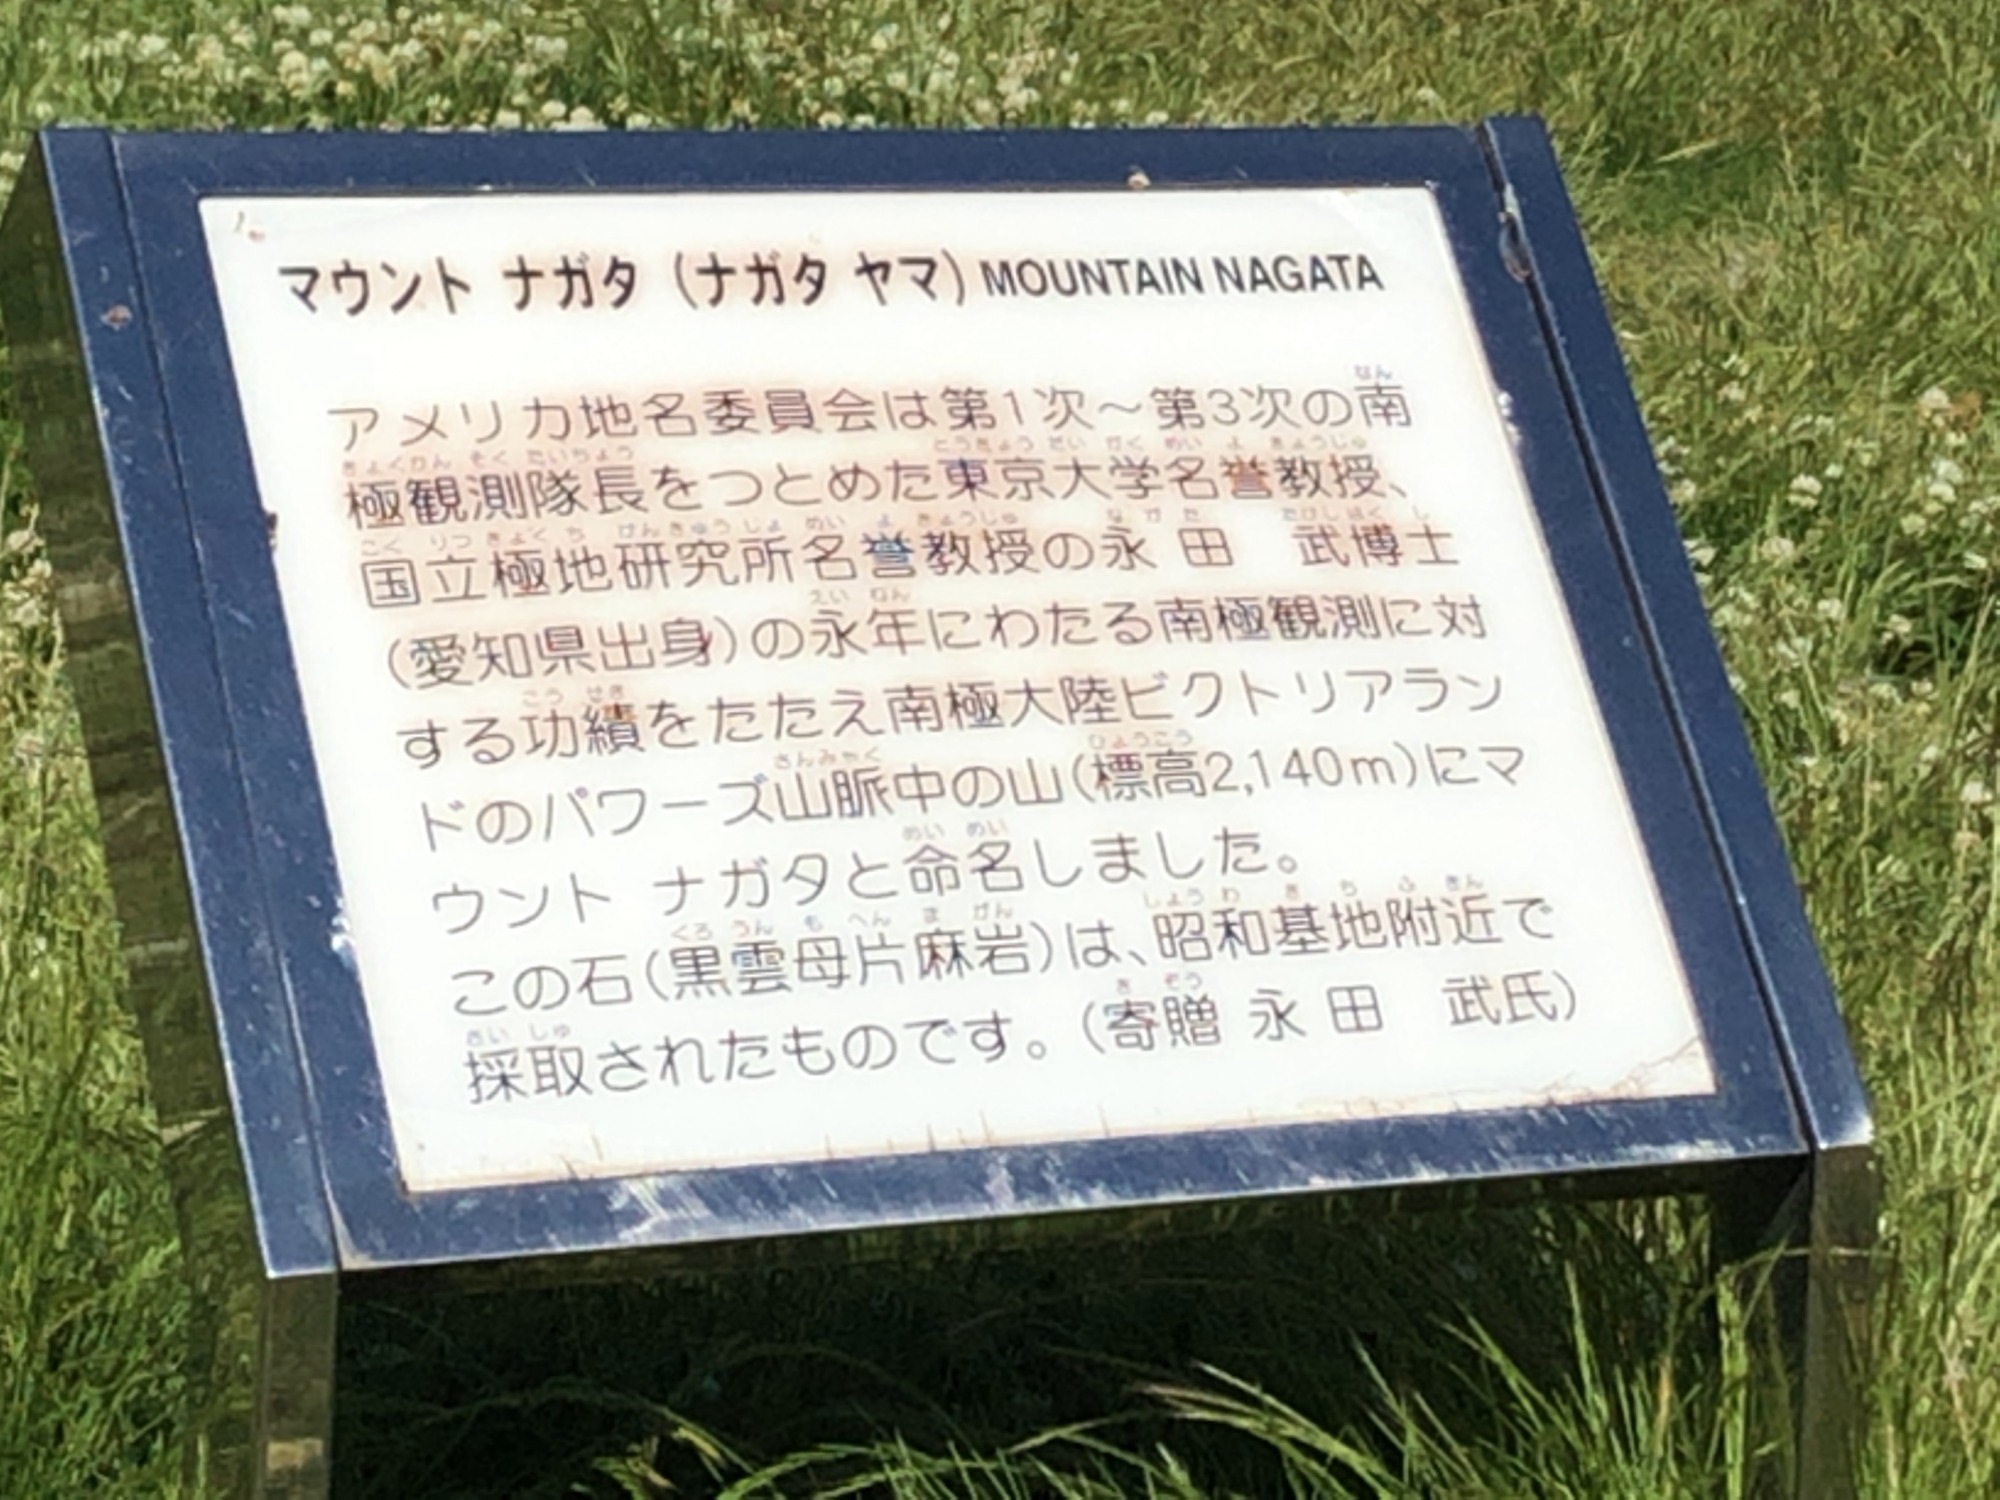 マウント ナガタ（ナガタ ヤマ）MOUNTAIN NAGATA
アメリカ地名委員会は第1次～第3次の南
極観測隊長をつとめた東京大学名誉教授、
国立極地研究所名誉教授の永田　武博士
（愛知県出身）の永年にわたる南極観測に対
する功績をたたえ南極大陸ビクトリアラン
ドのパワーズ山脈中の山（標高2,140m）にマ
ウント ナガタと命名しました。
この石（黒雲母片麻岩）は、昭和基地附近で
採取されたものです。（寄贈 永田　武氏）